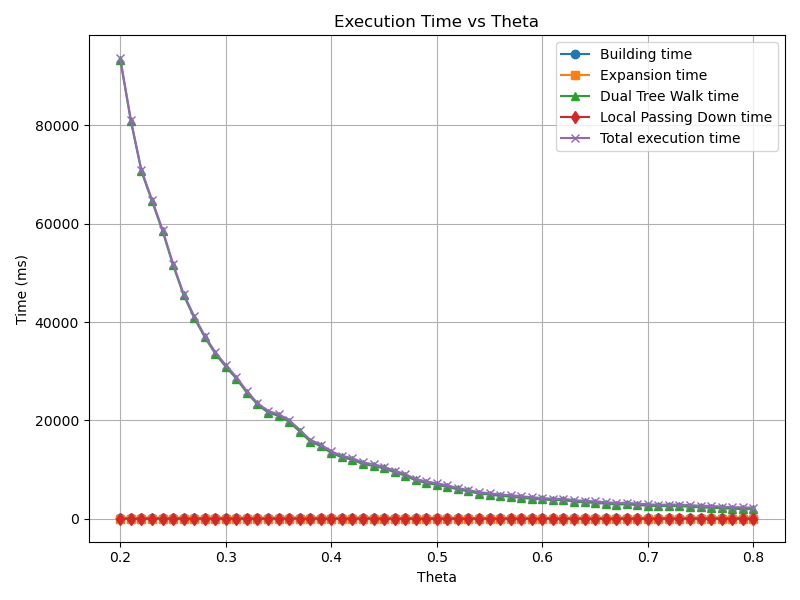 Execution Time vs Theta
Building time
Expansion time
Dual Tree Walk time
Local Passing Down time
Total execution time
Time (ms)
80000
60000
40000
20000
0
0.2 0.3 0.4 0.5 0.6 0.7 0.8
Theta